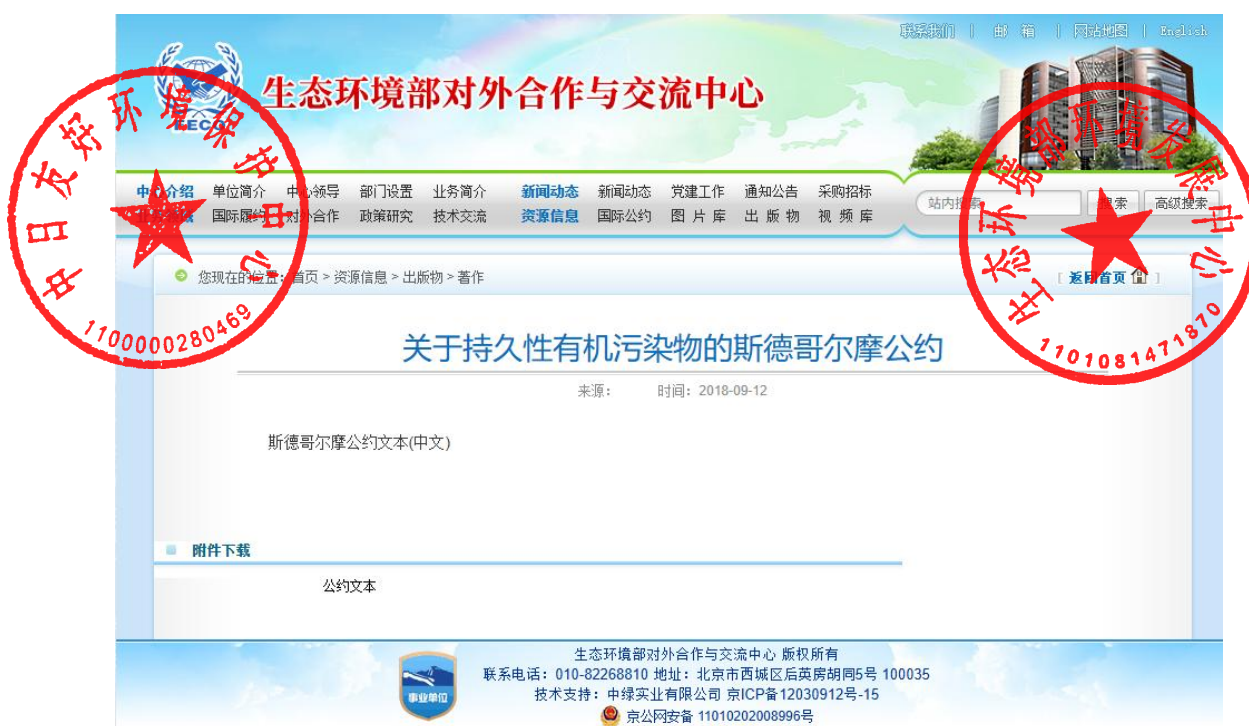 联系我们 | 邮 箱 | 网站地图 | English
FECO
生态环境部对外合作与交流中心
中心介绍 单位简介 中心领导 部门设置 业务简介 新闻动态 新闻动态 党建工作 通知公告 采购招标
国际履约 对外合作 政策研究 技术交流 资源信息 国际公约 图 片 库 出 版 物 视 频 库
站内搜索 搜索 高级搜索
您现在的位置：首页 > 资源信息 > 出版物 > 著作
[ 返回首页 ]
中日友好环境保护中心
1100000280469
生态环境部环境发展中心
1101081471870
关于持久性有机污染物的斯德哥尔摩公约
来源： 时间：2018-09-12
斯德哥尔摩公约文本(中文)
附件下载
公约文本
事业单位
生态环境部对外合作与交流中心 版权所有
联系电话：010-82268810 地址：北京市西城区后英房胡同5号 100035
技术支持：中绿实业有限公司 京ICP备12030912号-15
京公网安备 11010202008996号